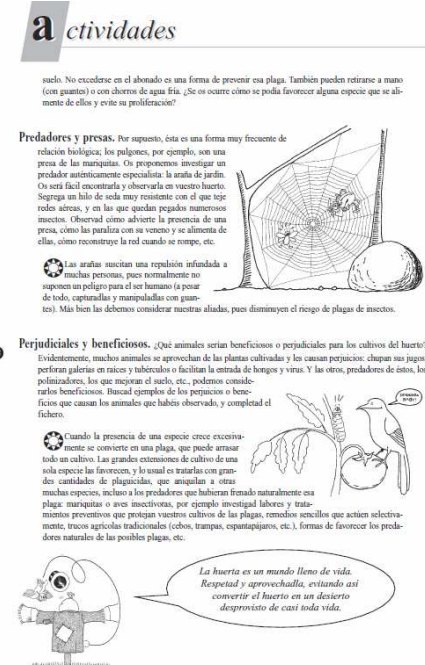 actividades
suelo. No excederse en el abonado es una forma de prevenir esa plaga. También pueden retirarse a mano
(con guantes) o con chorros de agua fría. ¿Se os ocurre cómo se podía favorecer alguna especie que se ali-
mente de ellos y evite su proliferación?
Predadores y presas. Por supuesto, ésta es una forma muy frecuente de
relación biológica; los pulgones, por ejemplo, son una
presa de las mariquitas. Os proponemos investigar un
predador auténticamente especialista: la araña de jardín.
Os será fácil encontrarla y observarla en vuestro huerto.
Segrega un hilo de seda muy resistente con el que teje
redes aéreas, y en las que quedan pegados numerosos
insectos. Observad cómo advierte la presencia de una
presa, cómo las paraliza con su veneno y se alimenta de
ellas, cómo reconstruye la red cuando se rompe, etc.
Las arañas suscitan una repulsión infundada a
muchas personas, pues normalmente no
suponen un peligro para el ser humano (a pesar
de todo, capturadlas y manipuladlas con guan-
tes). Más bien las debemos considerar nuestras aliadas, pues disminuyen el riesgo de plagas de insectos.
Perjudiciales y beneficiosos. ¿Qué animales serían beneficiosos o perjudiciales para los cultivos del huerto?
Evidentemente, muchos animales se aprovechan de las plantas cultivadas y les causan perjuicios: chupan sus jugos,
perforan galerías en raíces y tubérculos o facilitan la entrada de hongos y virus. Y las otros, predadores de éstos, los
polinizadores, los que mejoran el suelo, etc., podemos conside-
rarlos beneficiosos. Buscad ejemplos de los perjuicios o bene-
ficios que causan los animales que habéis observado, y completad el
fichero.
Cuando la presencia de una especie crece excesiva-
mente se convierte en una plaga, que puede arrasar
todo un cultivo. Las grandes extensiones de cultivo de una
sola especie las favorecen, y lo usual es tratarlas con gran-
des cantidades de plaguicidas, que aniquilan a otras
muchas especies, incluso a los predadores que hubieran frenado naturalmente esa
plaga: mariquitas o aves insectívoras, por ejemplo investigad labores y trata-
mientos preventivos que protejan vuestros cultivos de las plagas, remedios sencillos que actúen selectiva-
mente, trucos agrícolas tradicionales (cebos, trampas, espantapájaros, etc.), formas de favorecer los preda-
dores naturales de las posibles plagas, etc.
La huerta es un mundo lleno de vida.
Respetad y aprovechadla, evitando así
convertir el huerto en un desierto
desprovisto de casi toda vida.